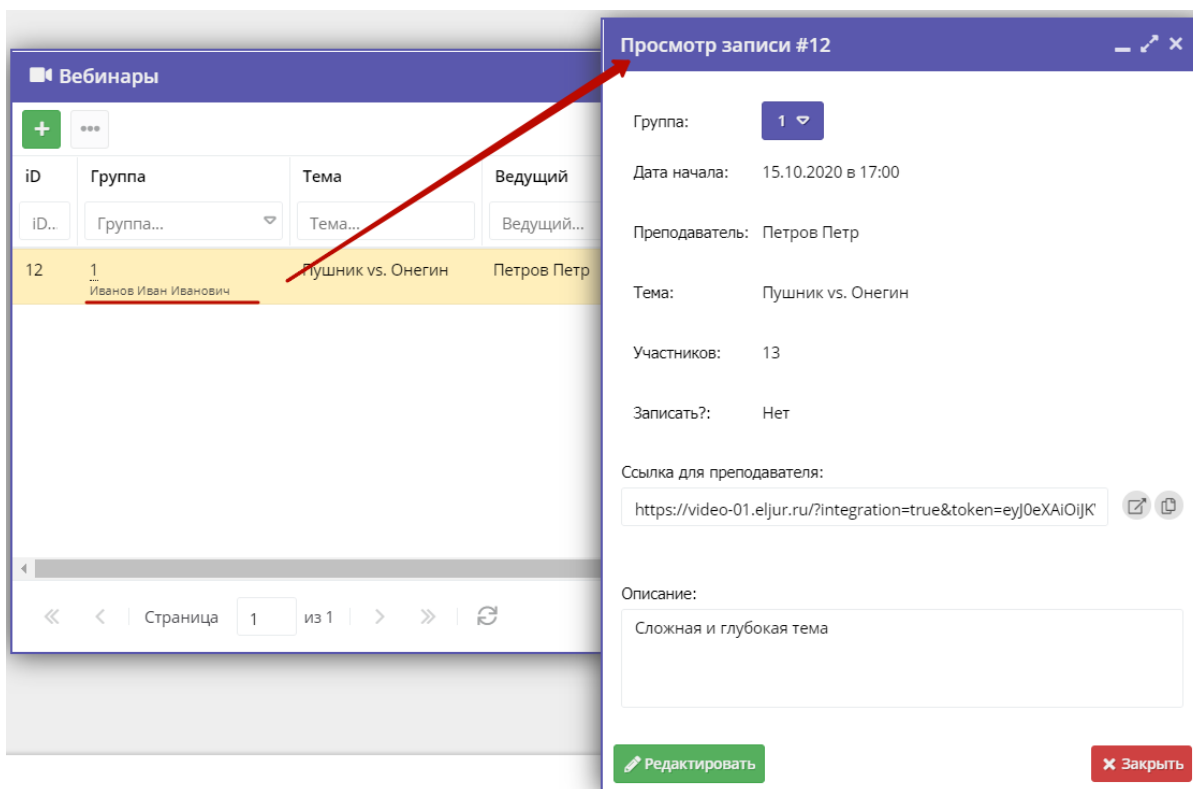 Вебинары
+ •••
iD Группа Тема Ведущий
iD... Группа... Тема... Ведущий...
12 1 Пушник vs. Онегин Петров Петр
Иванов Иван Иванович
Страница 1 из 1
Просмотр записи #12
Группа: 1
Дата начала: 15.10.2020 в 17:00
Преподаватель: Петров Петр
Тема: Пушник vs. Онегин
Участников: 13
Записать?: Нет
Ссылка для преподавателя:
https://video-01.eljur.ru/?integration=true&token=eyJ0eXAiOiJK
Описание:
Сложная и глубокая тема
Редактировать
Закрыть